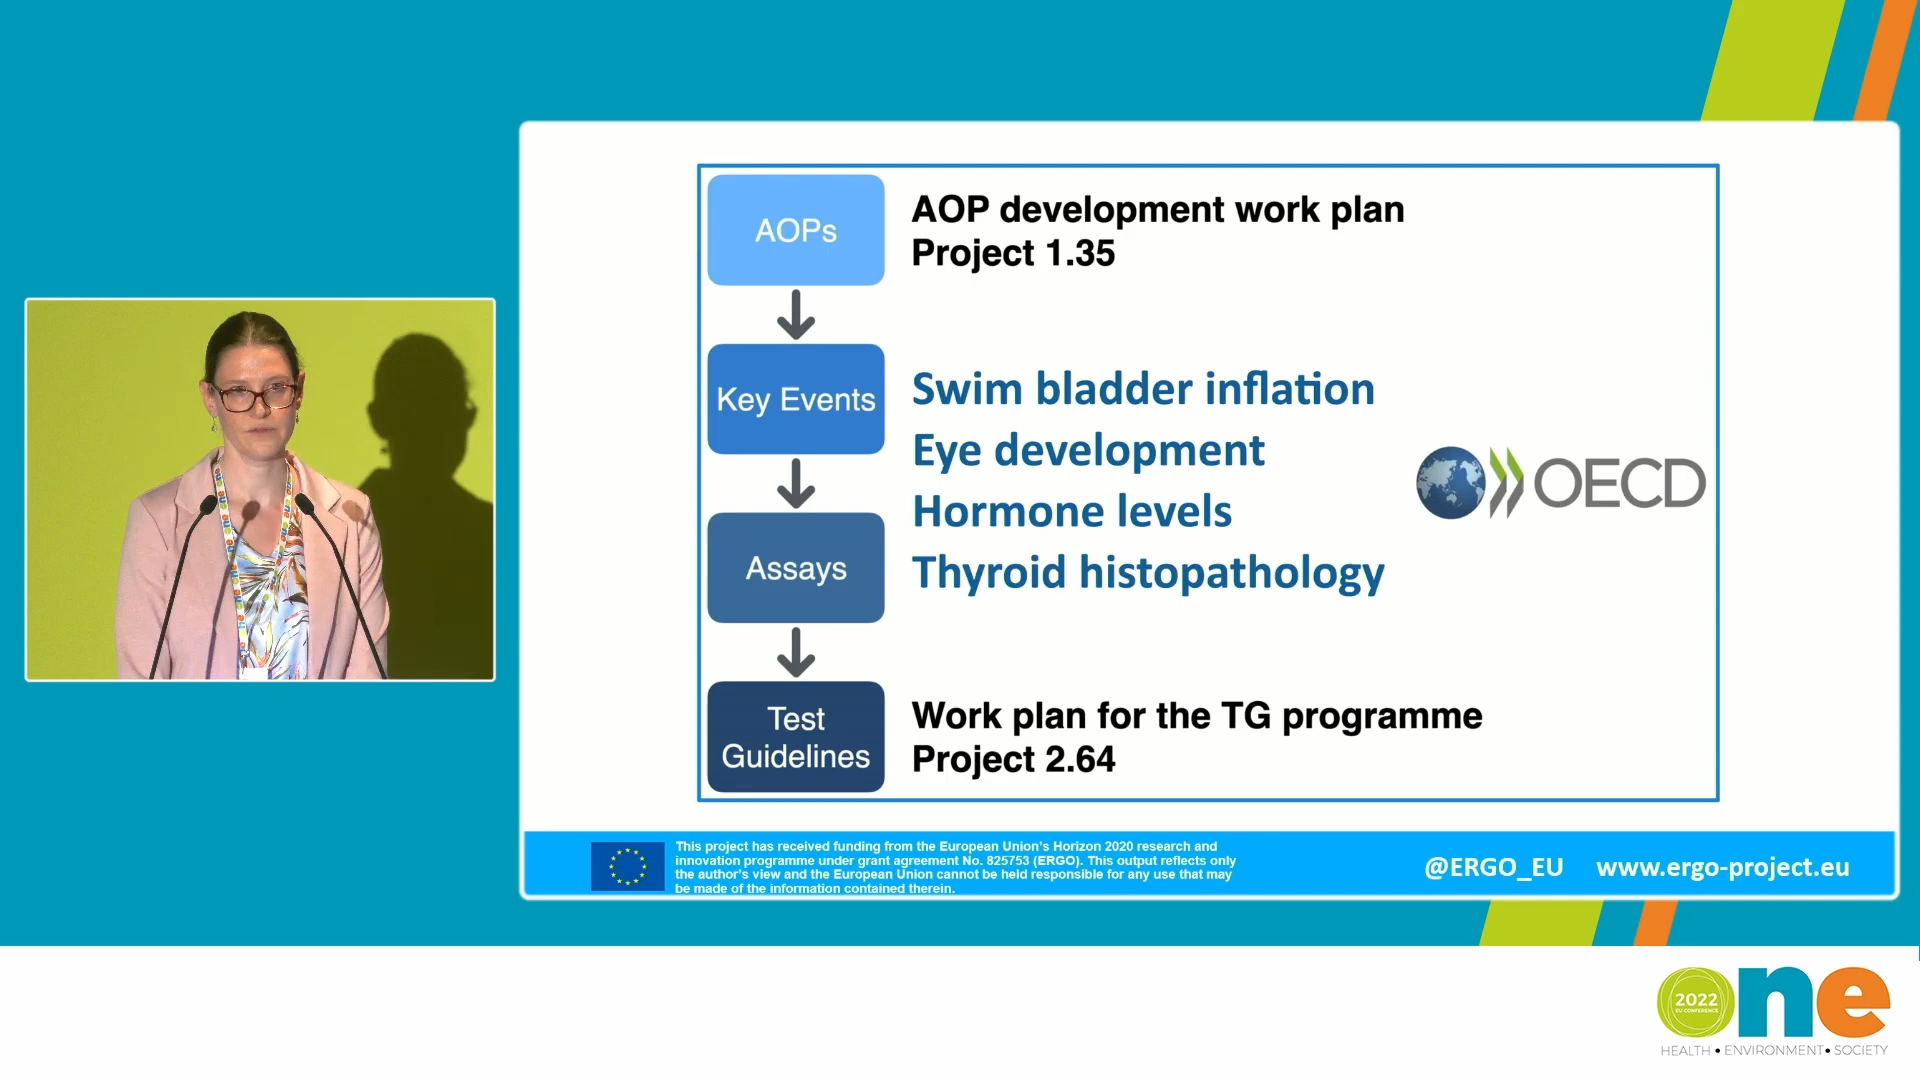 AOPs
AOP development work plan
Project 1.35
Key Events
Swim bladder inflation
Eye development
Hormone levels
Thyroid histopathology
OECD
Assays
Test
Guidelines
Work plan for the TG programme
Project 2.64
This project has received funding from the European Union's Horizon 2020 research and
innovation programme under grant agreement No. 825753 (ERGO). This output reflects only
the author's view and the European Union cannot be held responsible for any use that may
be made of the information contained therein.
@ERGO_EU www.ergo-project.eu
2022
EU CONFERENCE
one
HEALTH • ENVIRONMENT • SOCIETY